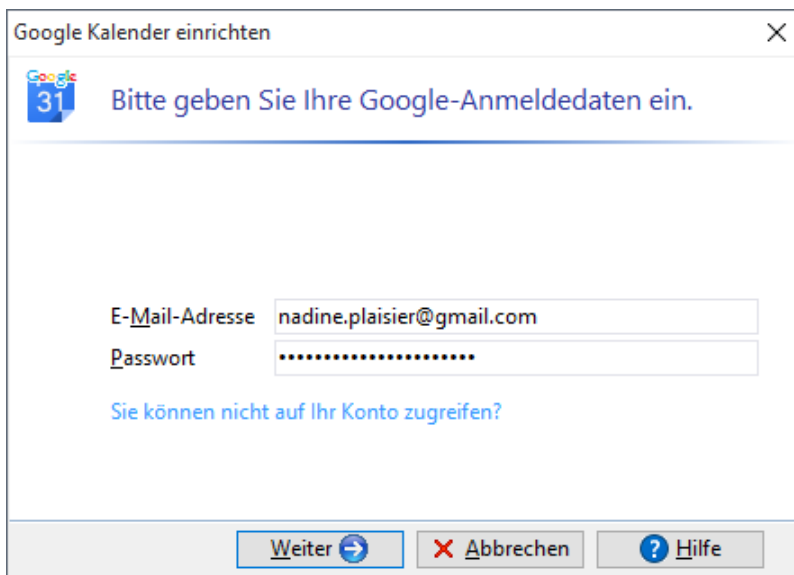 Google Kalender einrichten
Google
31
Bitte geben Sie Ihre Google-Anmeldedaten ein.
E-Mail-Adresse nadine.plaisier@gmail.com
Passwort ••••••••••••••••••••••
Sie können nicht auf Ihr Konto zugreifen?
Weiter Abbrechen Hilfe